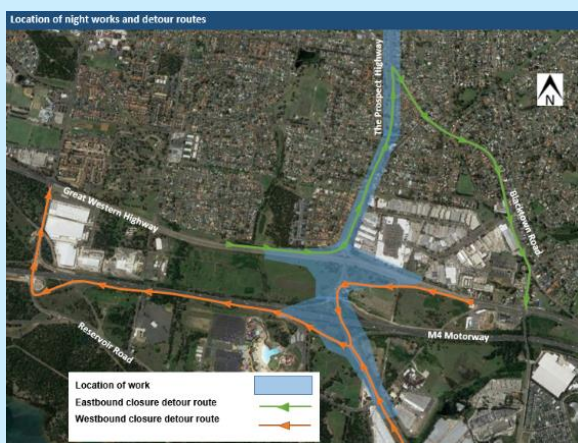 Location of night works and detour routes
The Prospect Highway
N
Great Western Highway
Blacktown Road
M4 Motorway
Reservoir Road
Location of work
Eastbound closure detour route
Westbound closure detour route